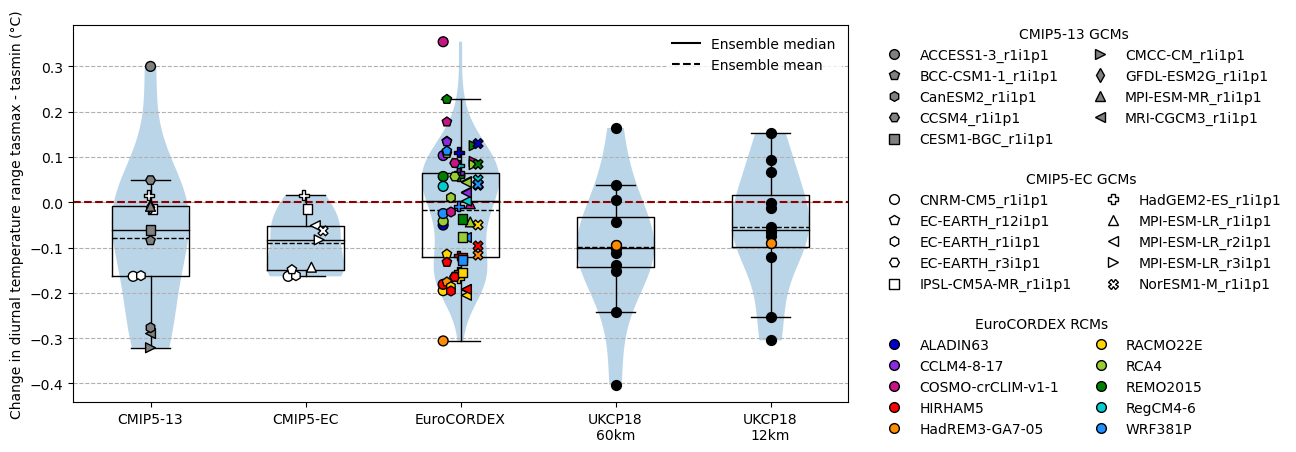 Change in diurnal temperature range tasmax - tasmin (°C)
0.3
0.2
0.1
0.0
−0.1
−0.2
−0.3
−0.4
Ensemble median
Ensemble mean
CMIP5-13
CMIP5-EC
EuroCORDEX
UKCP18
60km
UKCP18
12km
CMIP5-13 GCMs
ACCESS1-3_r1i1p1
BCC-CSM1-1_r1i1p1
CanESM2_r1i1p1
CCSM4_r1i1p1
CESM1-BGC_r1i1p1
CMCC-CM_r1i1p1
GFDL-ESM2G_r1i1p1
MPI-ESM-MR_r1i1p1
MRI-CGCM3_r1i1p1
CMIP5-EC GCMs
CNRM-CM5_r1i1p1
EC-EARTH_r12i1p1
EC-EARTH_r1i1p1
EC-EARTH_r3i1p1
IPSL-CM5A-MR_r1i1p1
HadGEM2-ES_r1i1p1
MPI-ESM-LR_r1i1p1
MPI-ESM-LR_r2i1p1
MPI-ESM-LR_r3i1p1
NorESM1-M_r1i1p1
EuroCORDEX RCMs
ALADIN63
CCLM4-8-17
COSMO-crCLIM-v1-1
HIRHAM5
HadREM3-GA7-05
RACMO22E
RCA4
REMO2015
RegCM4-6
WRF381P